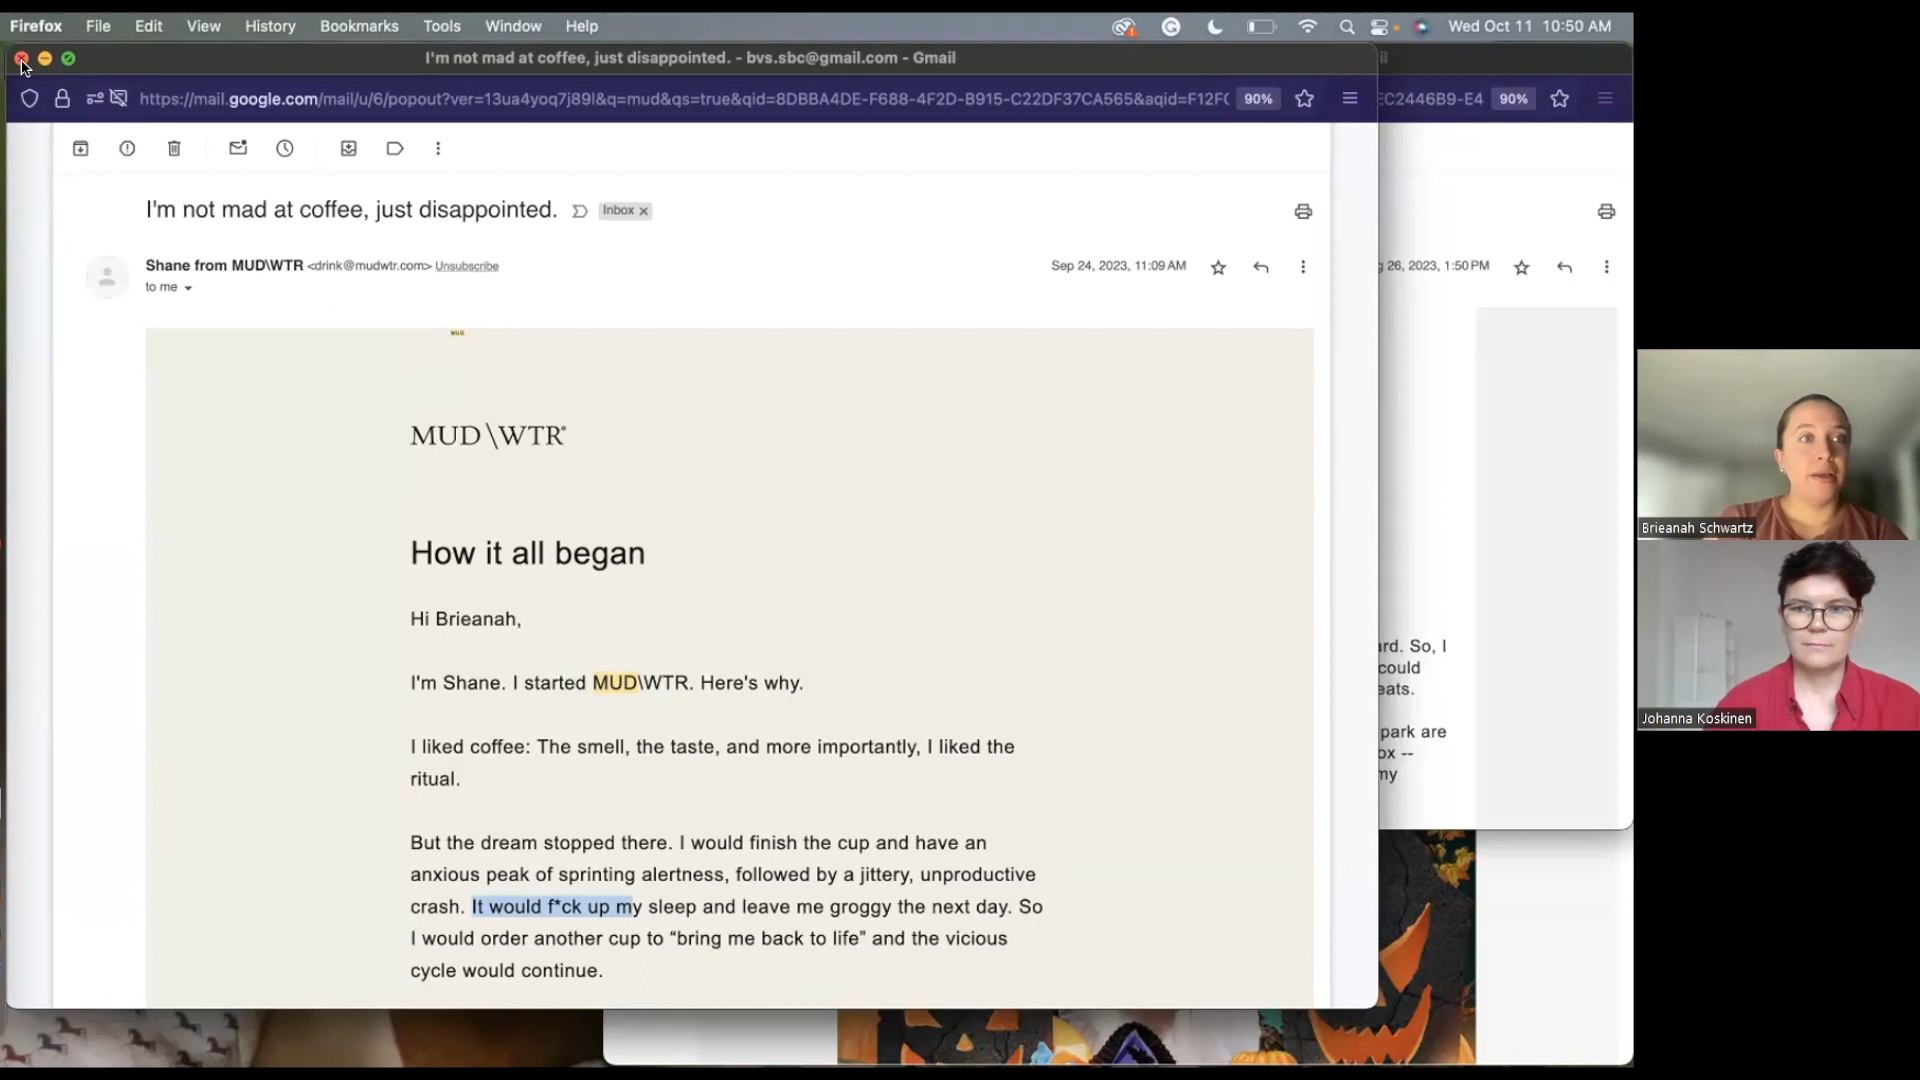 Firefox File Edit View History Bookmarks Tools Window Help
Wed Oct 11 10:50 AM
I'm not mad at coffee, just disappointed. - bvs.sbc@gmail.com - Gmail
https://mail.google.com/mail/u/6/popout?ver=13ua4yoq7j89l&q=mud&qs=true&qid=8DBBA4DE-F688-4F2D-B915-C22DF37CA565&aqid=F12F 90%
EC2446B9-E4 90%
I'm not mad at coffee, just disappointed. Inbox x
Shane from MUD\WTR <drink@mudwtr.com> Unsubscribe
Sep 24, 2023, 11:09 AM
26, 2023, 1:50 PM
to me
MUD
MUD\WTR®
How it all began
Hi Brieanah,
I'm Shane. I started MUD\WTR. Here's why.
I liked coffee: The smell, the taste, and more importantly, I liked the
ritual.
But the dream stopped there. I would finish the cup and have an
anxious peak of sprinting alertness, followed by a jittery, unproductive
crash. It would f*ck up my sleep and leave me groggy the next day. So
I would order another cup to “bring me back to life” and the vicious
cycle would continue.
ard. So, I
could
eats.
park are
ox --
my
Brieanah Schwartz
Johanna Koskinen